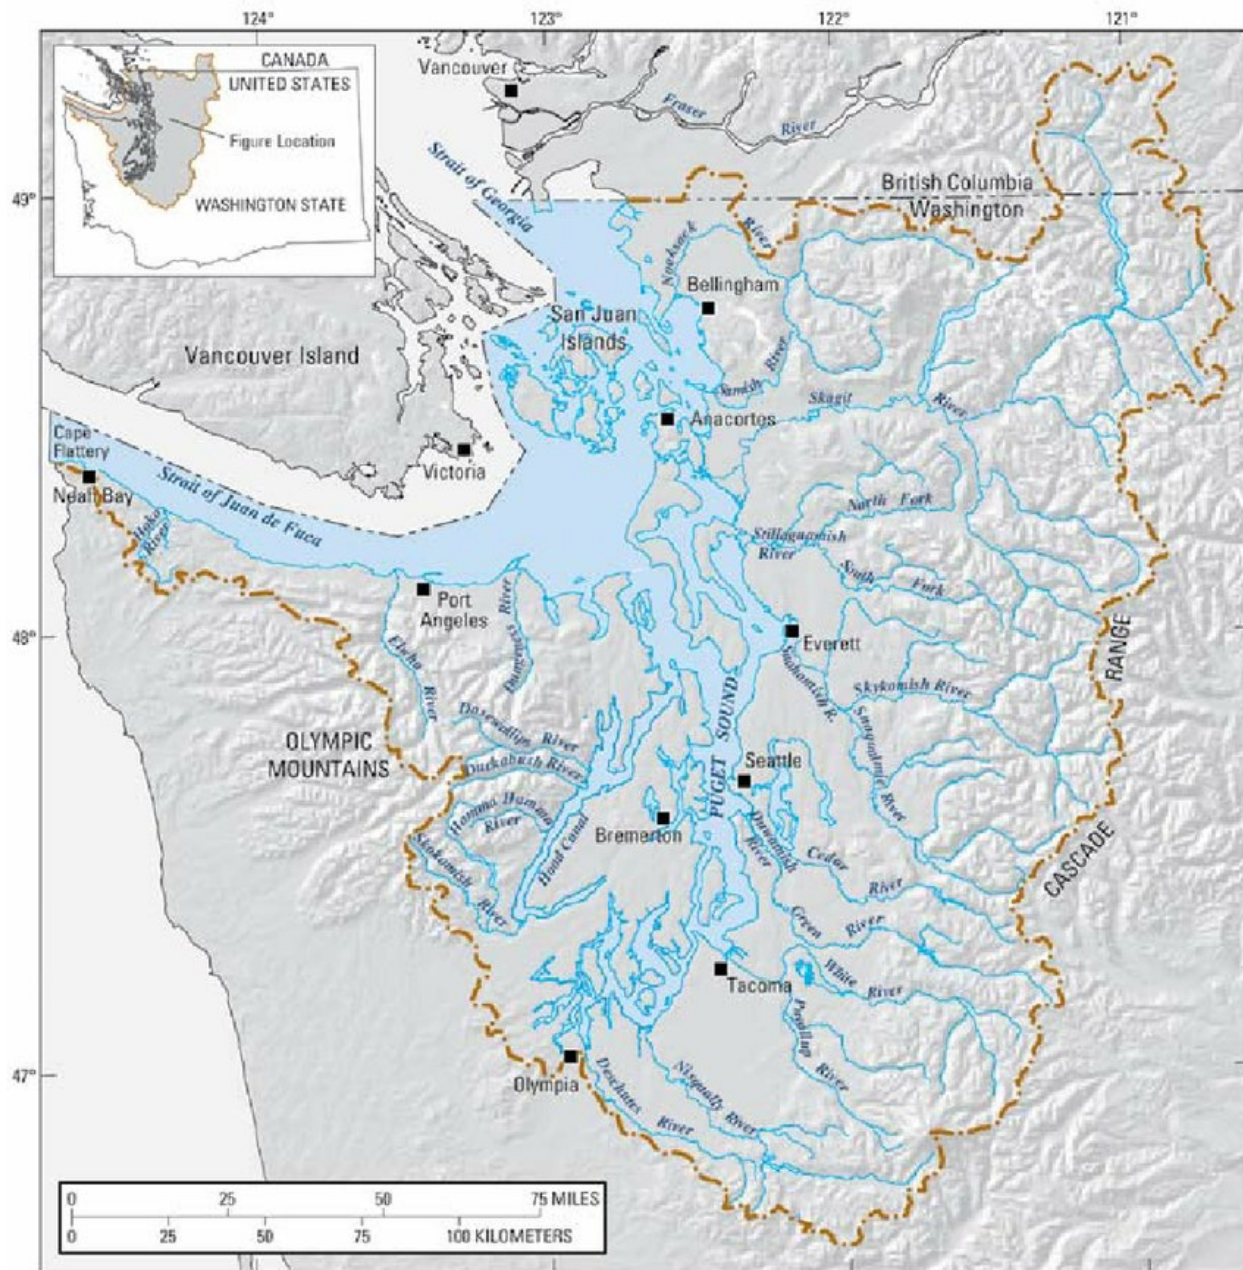 124°
123°
122°
121°
CANADA
UNITED STATES
Figure Location
WASHINGTON STATE
Vancouver
Fraser
River
Strait of Georgia
49°
British Columbia
Washington
Nooksack
River
Bellingham
San Juan
Islands
Vancouver Island
Samish River
Skagit
River
Anacortes
Cape
Flattery
Victoria
Neah Bay
Strait of Juan de Fuca
Hoko
River
North Fork
Stillaguamish
River
South Fork
Port
Angeles
Dungeness River
Elwha
River
48°
Everett
Snohomish R.
Skykomish River
Snoqualmie River
RANGE
CASCADE
PUGET SOUND
OLYMPIC
MOUNTAINS
Dosewallips River
Duckabush River
Hamma Hamma
River
Skokomish
River
Hood Canal
Seattle
Bremerton
Duwamish
River
Cedar
River
Green
River
White
River
Tacoma
Puyallup
River
47°
Olympia
Deschutes
River
Nisqually River
0 25 50 75 MILES
0 25 50 75 100 KILOMETERS